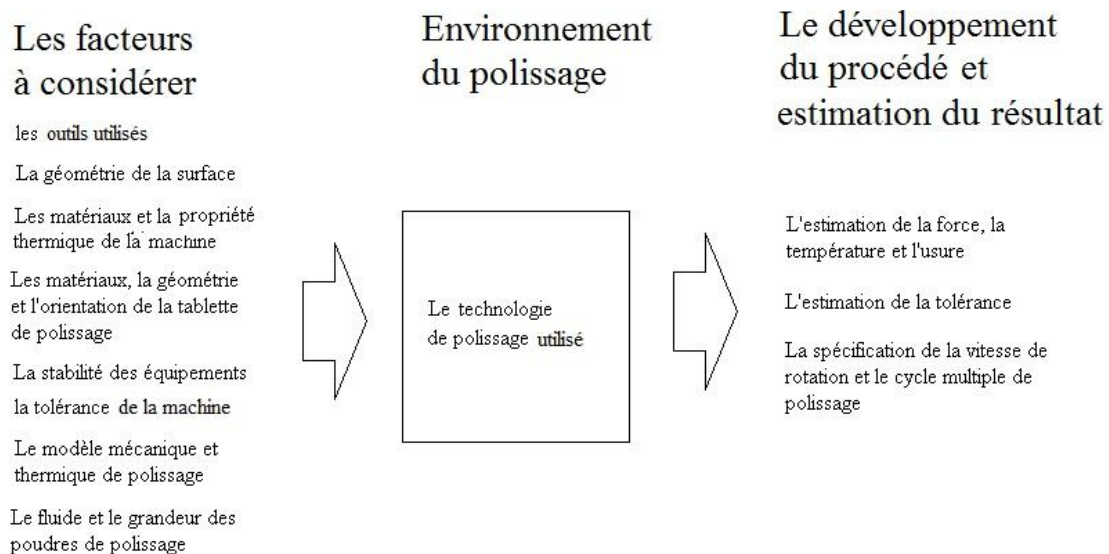 Les facteurs
à considérer
les outils utilisés
La géométrie de la surface
Les matériaux et la propriété
thermique de la machine
Les matériaux, la géométrie
et l'orientation de la tablette
de polissage
La stabilité des équipements
la tolérance de la machine
Le modèle mécanique et
thermique de polissage
Le fluide et le grandeur des
poudres de polissage
Environnement
du polissage
Le technologie
de polissage utilisé
Le développement
du procédé et
estimation du résultat
L'estimation de la force, la
température et l'usure
L'estimation de la tolérance
La spécification de la vitesse de
rotation et le cycle multiple de
polissage